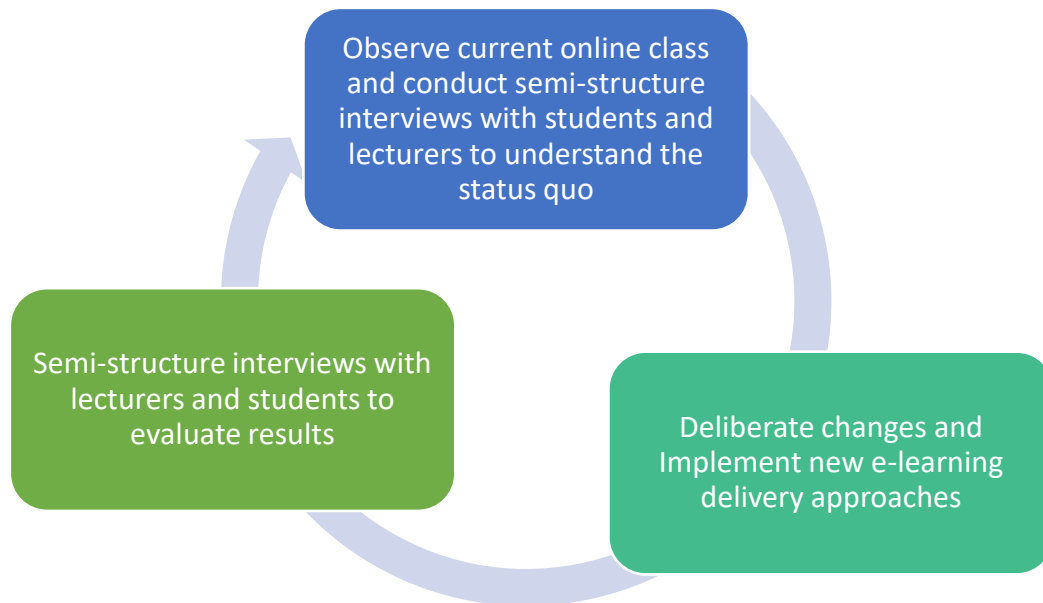 Observe current online class
and conduct semi-structure
interviews with students and
lecturers to understand the
status quo
Semi-structure interviews with
lecturers and students to
evaluate results
Deliberate changes and
Implement new e-learning
delivery approaches